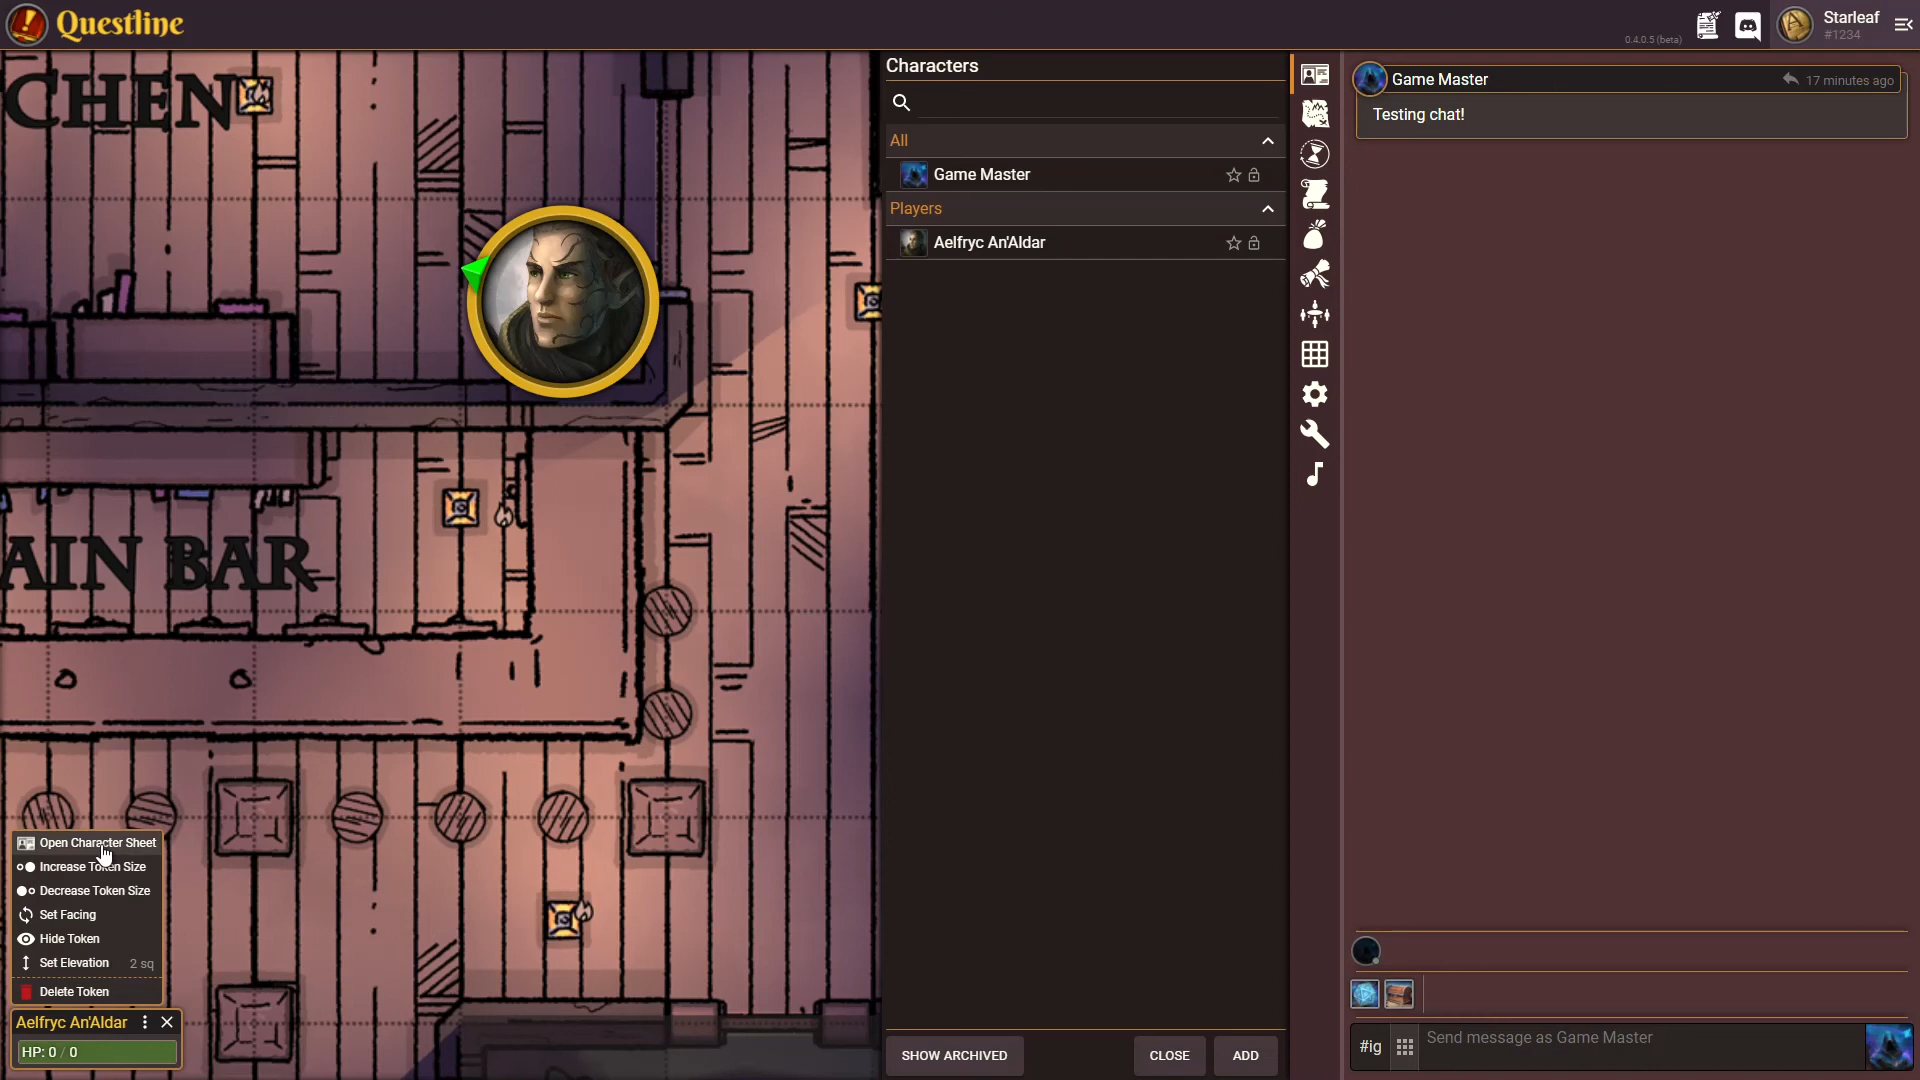 Questline
0.4.0.5 (beta)
Starleaf
#1234
CHEN
AIN BAR
Characters
All
Game Master
Players
Aelfryc An'Aldar
SHOW ARCHIVED
CLOSE
ADD
Game Master
17 minutes ago
Testing chat!
#ig
Send message as Game Master
Open Character Sheet
Increase Token Size
Decrease Token Size
Set Facing
Hide Token
Set Elevation 2 sq
Delete Token
Aelfryc An'Aldar
HP: 0 / 0